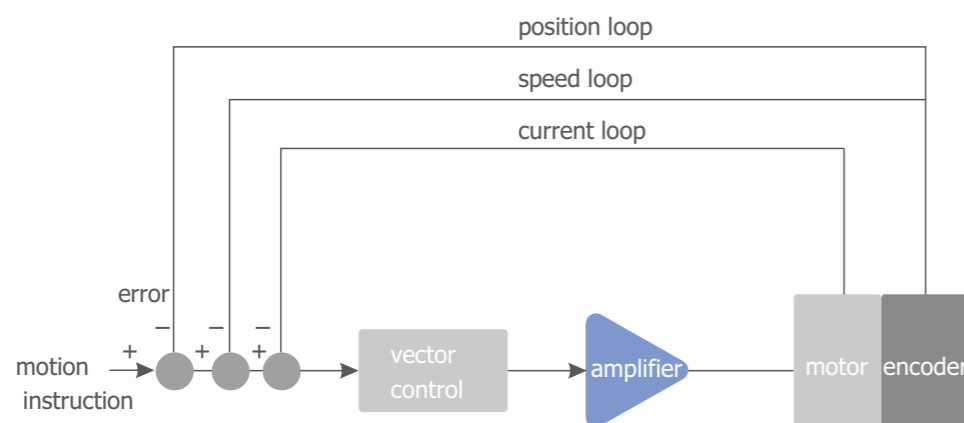 position loop
speed loop
current loop
error
− − −
+ + +
motion
instruction
vector
control
amplifier
motor
encoder